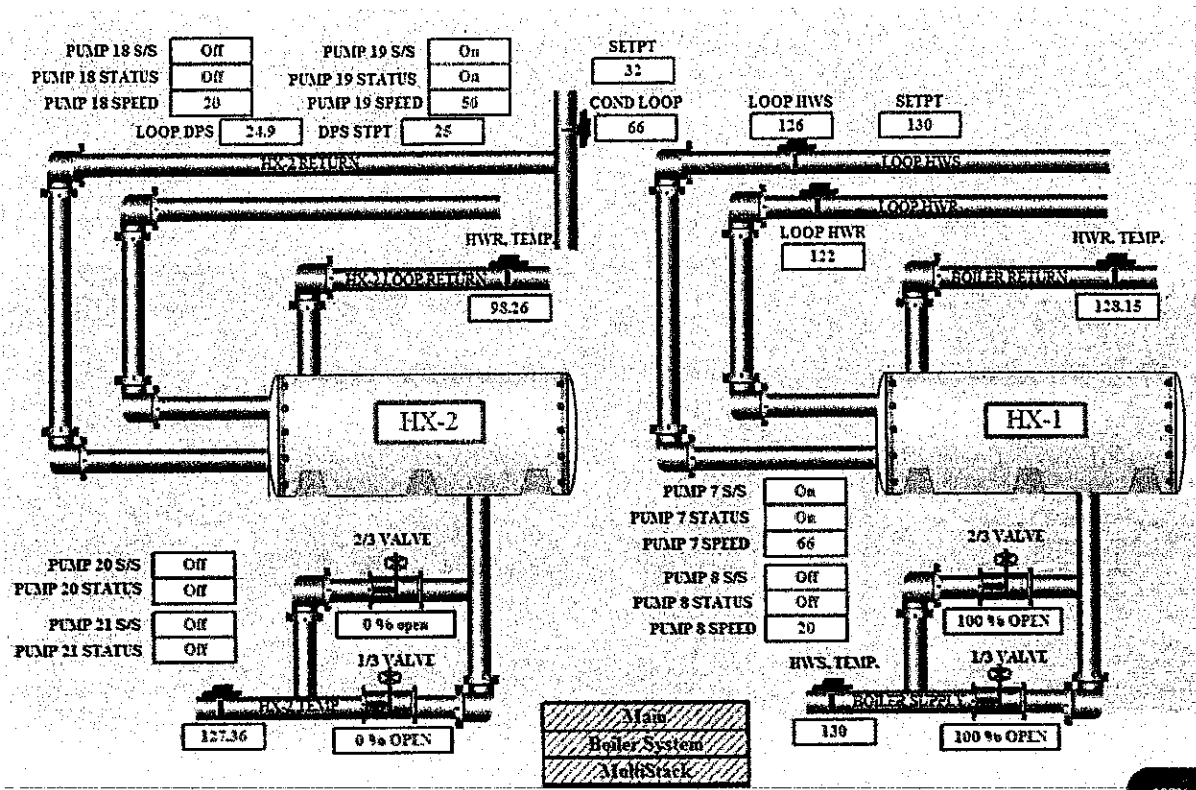 PUMP 18 S/S Off PUMP 19 S/S On SETPT
PUMP 18 STATUS Off PUMP 19 STATUS On 32
PUMP 18 SPEED 20 PUMP 19 SPEED 50 COND LOOP LOOP HWS SETPT
LOOP DPS 24.9 DPS STPT 25 66 126 130
HX-2 RETURN LOOP HWS
LOOP HWR
HWR. TEMP. LOOP HWR HWR. TEMP.
HX-2 LOOP RETURN 122 BOILER RETURN
98.26 128.15
HX-2 HX-1
PUMP 7 S/S On
PUMP 7 STATUS On
2/3 VALVE PUMP 7 SPEED 66 2/3 VALVE
PUMP 20 S/S Off PUMP 8 S/S Off
PUMP 20 STATUS Off PUMP 8 STATUS Off
PUMP 21 S/S Off 0 % open PUMP 8 SPEED 20 100 % OPEN
PUMP 21 STATUS Off
1/3 VALVE HWS. TEMP. 1/3 VALVE
HX-2 TEMP BOILER SUPPLY
127.36 0 % OPEN Main 130 100 % OPEN
Boiler System
MultiStack